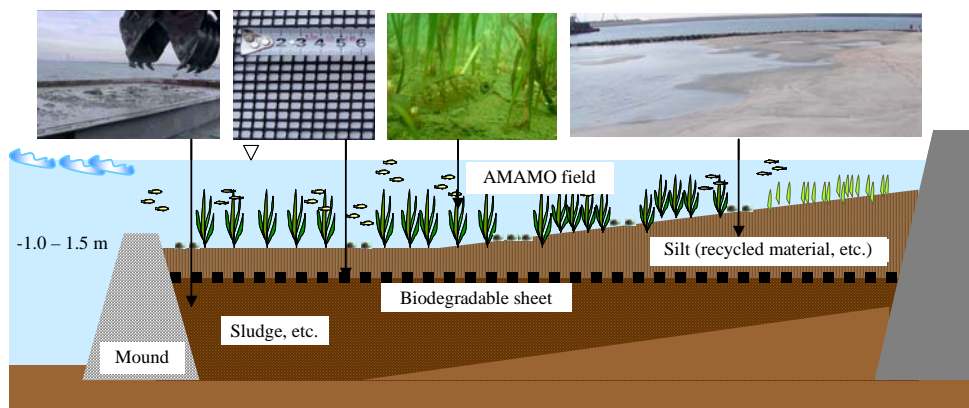 2 3 4 5 6
▽
AMAMO field
-1.0 – 1.5 m
Silt (recycled material, etc.)
Biodegradable sheet
Sludge, etc.
Mound